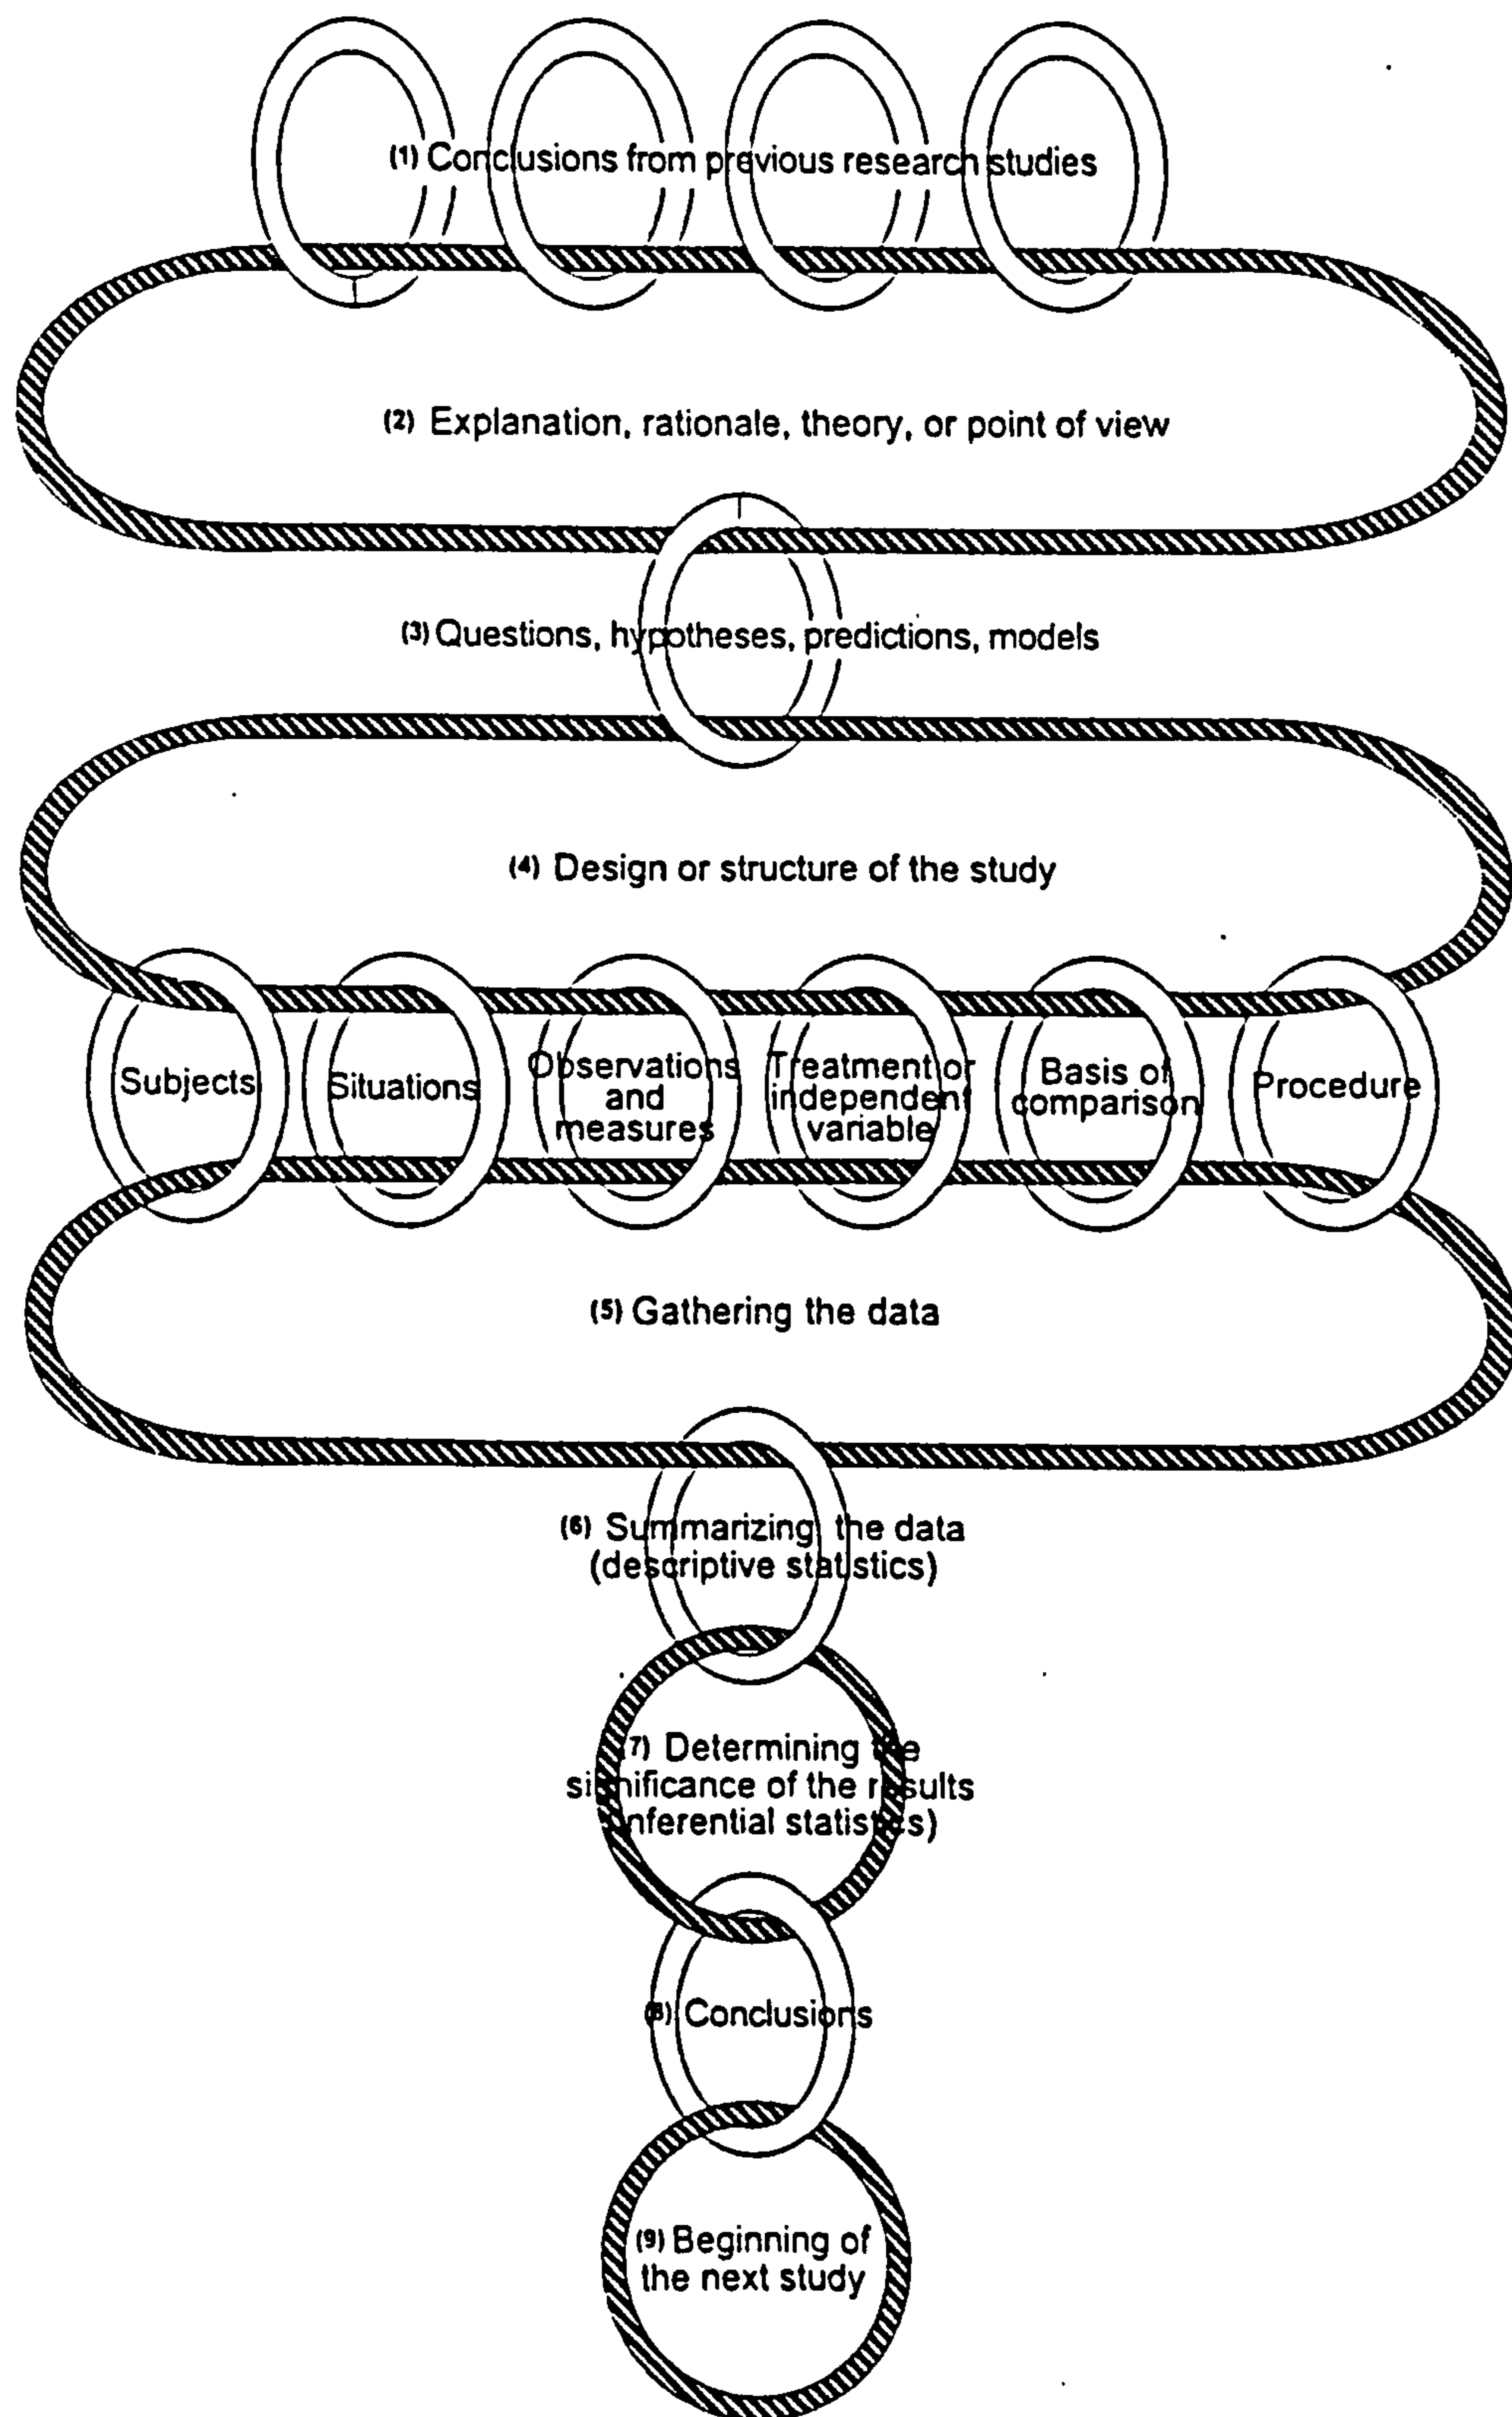 (1) Conclusions from previous research studies
(2) Explanation, rationale, theory, or point of view
(3) Questions, hypotheses, predictions, models
(4) Design or structure of the study
Subjects
Situations
Observations
and
measures
Treatment or
independent
variable
Basis of
comparison
Procedure
(5) Gathering the data
(6) Summarizing the data
(descriptive statistics)
(7) Determining the
significance of the results
(inferential statistics)
(8) Conclusions
(9) Beginning of
the next study